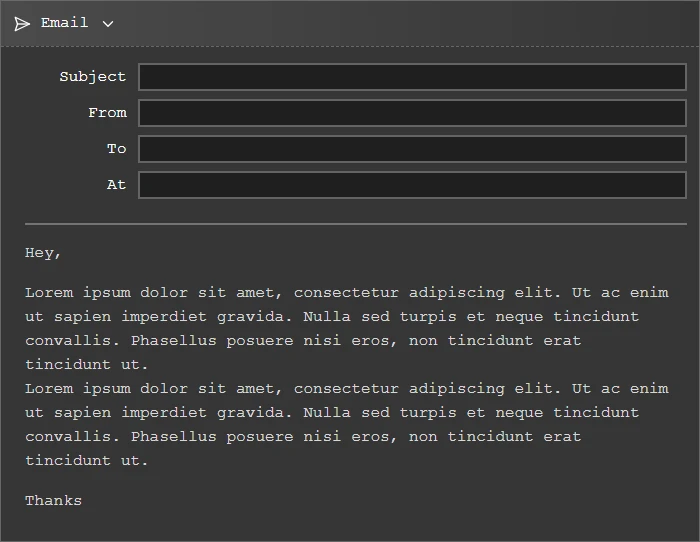 Email
Subject
From
To
At
Hey,
Lorem ipsum dolor sit amet, consectetur adipiscing elit. Ut ac enim
ut sapien imperdiet gravida. Nulla sed turpis et neque tincidunt
convallis. Phasellus posuere nisi eros, non tincidunt erat
tincidunt ut.
Lorem ipsum dolor sit amet, consectetur adipiscing elit. Ut ac enim
ut sapien imperdiet gravida. Nulla sed turpis et neque tincidunt
convallis. Phasellus posuere nisi eros, non tincidunt erat
tincidunt ut.
Thanks